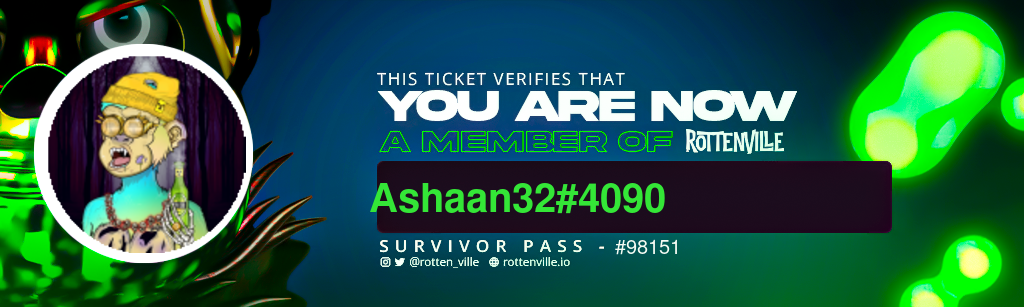 THIS TICKET VERIFIES THAT
YOU ARE NOW
A MEMBER OF ROTTENVILLE
Ashaan32#4090
SURVIVOR PASS - #98151
@rotten_ville rottenville.io